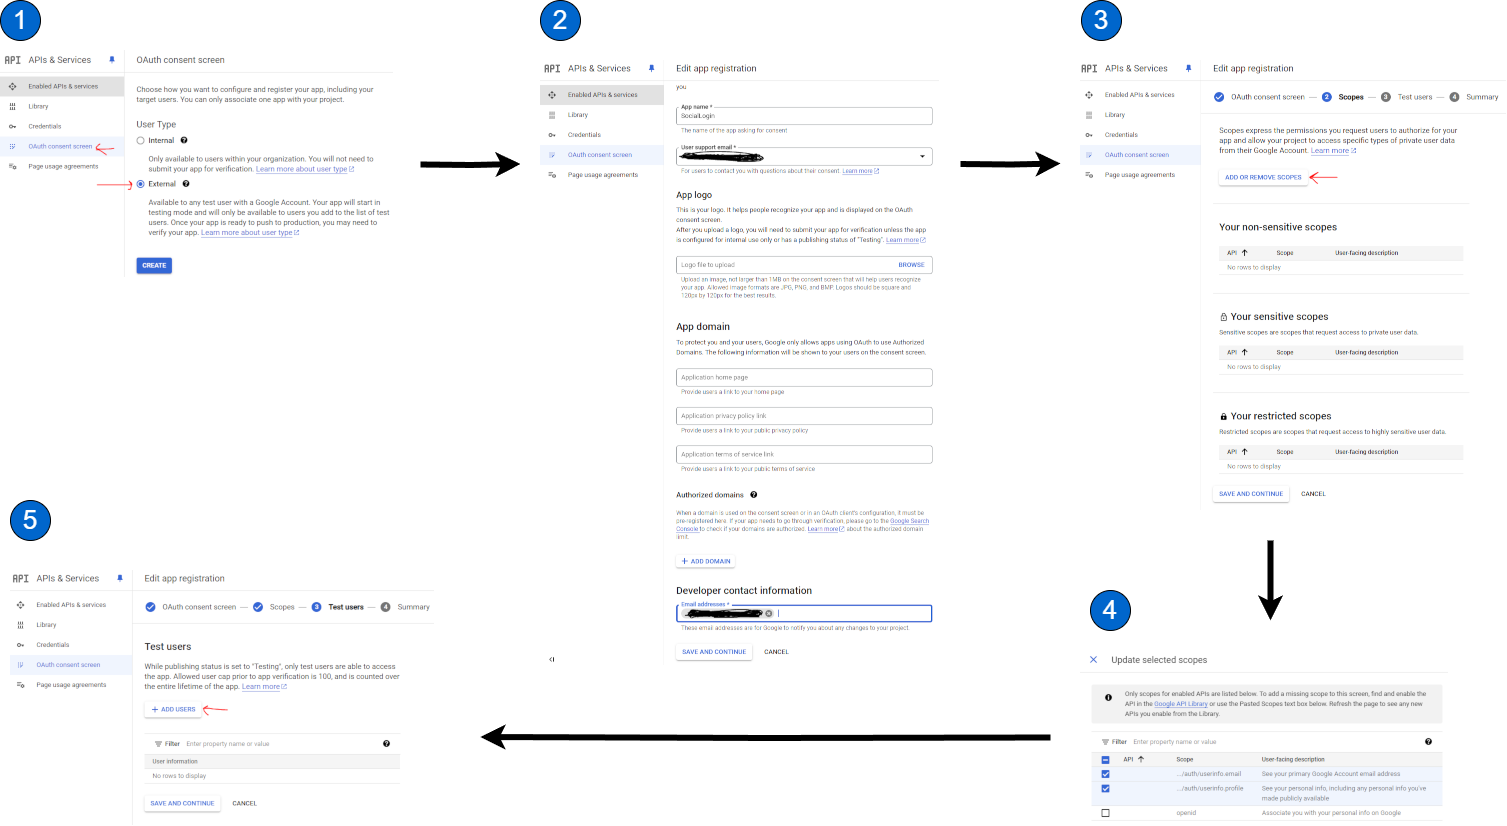 1
API APIs & Services
Enabled APIs & services
Library
Credentials
OAuth consent screen
Page usage agreements
OAuth consent screen
Choose how you want to configure and register your app, including your
target users. You can only associate one app with your project.
User Type
Internal
Only available to users within your organization. You will not need to
submit your app for verification. Learn more about user type
External
Available to any test user with a Google Account. Your app will start in
testing mode and will only be available to users you add to the list of test
users. Once your app is ready to push to production, you may need to
verify your app. Learn more about user type
CREATE
2
API APIs & Services
Enabled APIs & services
Library
Credentials
OAuth consent screen
Page usage agreements
Edit app registration
you
App name *
SocialLogin
The name of the app asking for consent
User support email *
For users to contact you with questions about their consent. Learn more
App logo
This is your logo. It helps people recognize your app and is displayed on the OAuth
consent screen.
After you upload a logo, you will need to submit your app for verification unless the app
is configured for internal use only or has a publishing status of "Testing". Learn more
Logo file to upload BROWSE
Upload an image, not larger than 1MB on the consent screen that will help users recognize
your app. Allowed image formats are JPG, PNG, and BMP. Logos should be square and
120px by 120px for the best results.
App domain
To protect you and your users, Google only allows apps using OAuth to use Authorized
Domains. The following information will be shown to your users on the consent screen.
Application home page
Provide users a link to your home page
Application privacy policy link
Provide users a link to your public privacy policy
Application terms of service link
Provide users a link to your public terms of service
Authorized domains
When a domain is used on the consent screen or in an OAuth client's configuration, it must be
pre-registered here. If your app needs to go through verification, please go to the Google Search
Console to check if your domains are authorized. Learn more about the authorized domain
limit.
+ ADD DOMAIN
Developer contact information
Email addresses *
These email addresses are for Google to notify you about any changes to your project.
SAVE AND CONTINUE CANCEL
3
API APIs & Services
Enabled APIs & services
Library
Credentials
OAuth consent screen
Page usage agreements
Edit app registration
OAuth consent screen — 2 Scopes — 3 Test users — 4 Summary
Scopes express the permissions you request users to authorize for your
app and allow your project to access specific types of private user data
from their Google Account. Learn more
ADD OR REMOVE SCOPES
Your non-sensitive scopes
API Scope User-facing description
No rows to display
Your sensitive scopes
Sensitive scopes are scopes that request access to private user data.
API Scope User-facing description
No rows to display
Your restricted scopes
Restricted scopes are scopes that request access to highly sensitive user data.
API Scope User-facing description
No rows to display
SAVE AND CONTINUE CANCEL
4
Update selected scopes
Only scopes for enabled APIs are listed below. To add a missing scope to this screen, find and enable the
API in the Google API Library or use the Pasted Scopes text box below. Refresh the page to see any new
APIs you enable from the Library.
Filter Enter property name or value
API Scope User-facing description
.../auth/userinfo.email See your primary Google Account email address
.../auth/userinfo.profile See your personal info, including any personal info you've
made publicly available
openid Associate you with your personal info on Google
5
API APIs & Services
Enabled APIs & services
Library
Credentials
OAuth consent screen
Page usage agreements
Edit app registration
OAuth consent screen — Scopes — 3 Test users — 4 Summary
Test users
While publishing status is set to "Testing", only test users are able to access
the app. Allowed user cap prior to app verification is 100, and is counted over
the entire lifetime of the app. Learn more
+ ADD USERS
Filter Enter property name or value
User information
No rows to display
SAVE AND CONTINUE CANCEL